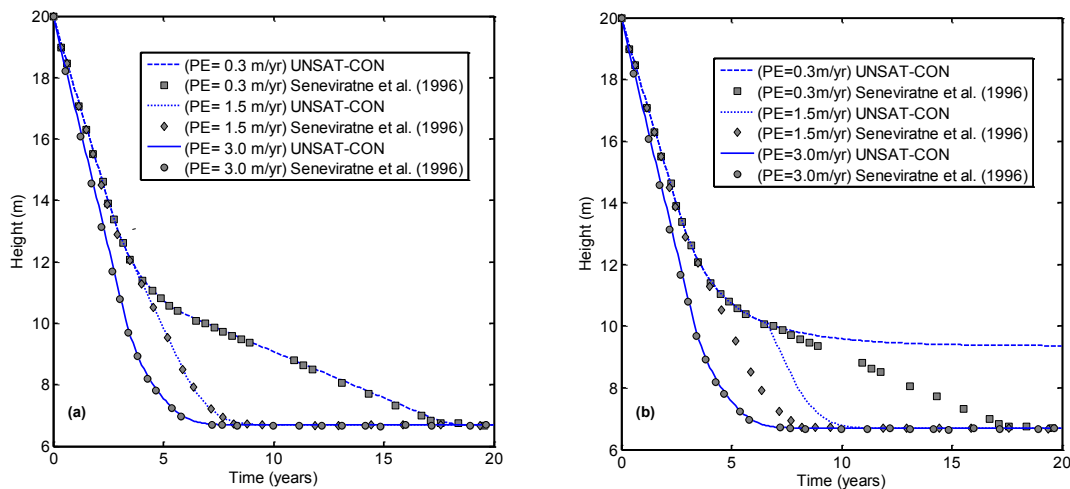 20
18
16
14
12
10
8
6
Height (m)
(PE= 0.3 m/yr) UNSAT-CON
(PE= 0.3 m/yr) Seneviratne et al. (1996)
(PE= 1.5 m/yr) UNSAT-CON
(PE= 1.5 m/yr) Seneviratne et al. (1996)
(PE= 3.0 m/yr) UNSAT-CON
(PE= 3.0 m/yr) Seneviratne et al. (1996)
(a)
0 5 10 15 20
Time (years)
20
18
16
14
12
10
8
6
Height (m)
(PE=0.3m/yr) UNSAT-CON
(PE=0.3m/yr) Seneviratne et al. (1996)
(PE=1.5m/yr) UNSAT-CON
(PE=1.5m/yr) Seneviratne et al. (1996)
(PE=3.0m/yr) UNSAT-CON
(PE=3.0m/yr) Seneviratne et al. (1996)
(b)
0 5 10 15 20
Time (years)